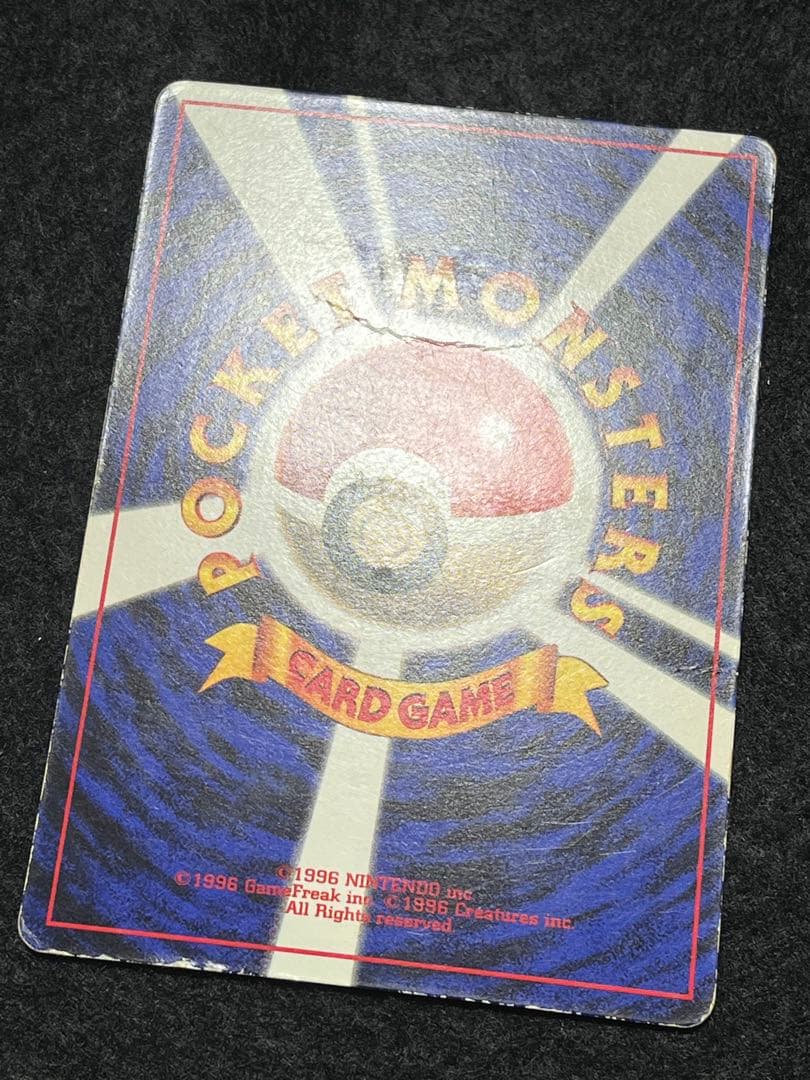 POCKET MONSTERS
CARD GAME
©1996 NINTENDO inc.
©1996 GameFreak inc. ©1996 Creatures inc.
All Rights reserved.